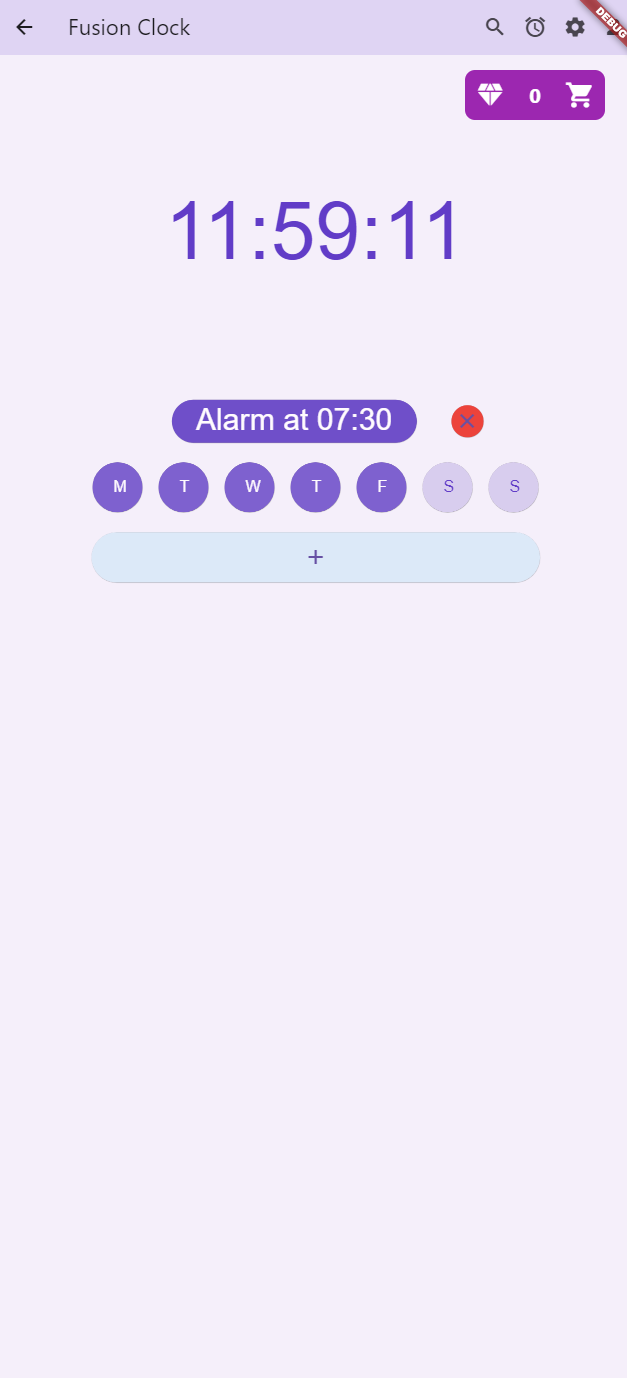 Fusion Clock
DEBUG
0
11:59:11
Alarm at 07:30
M T W T F S S
+